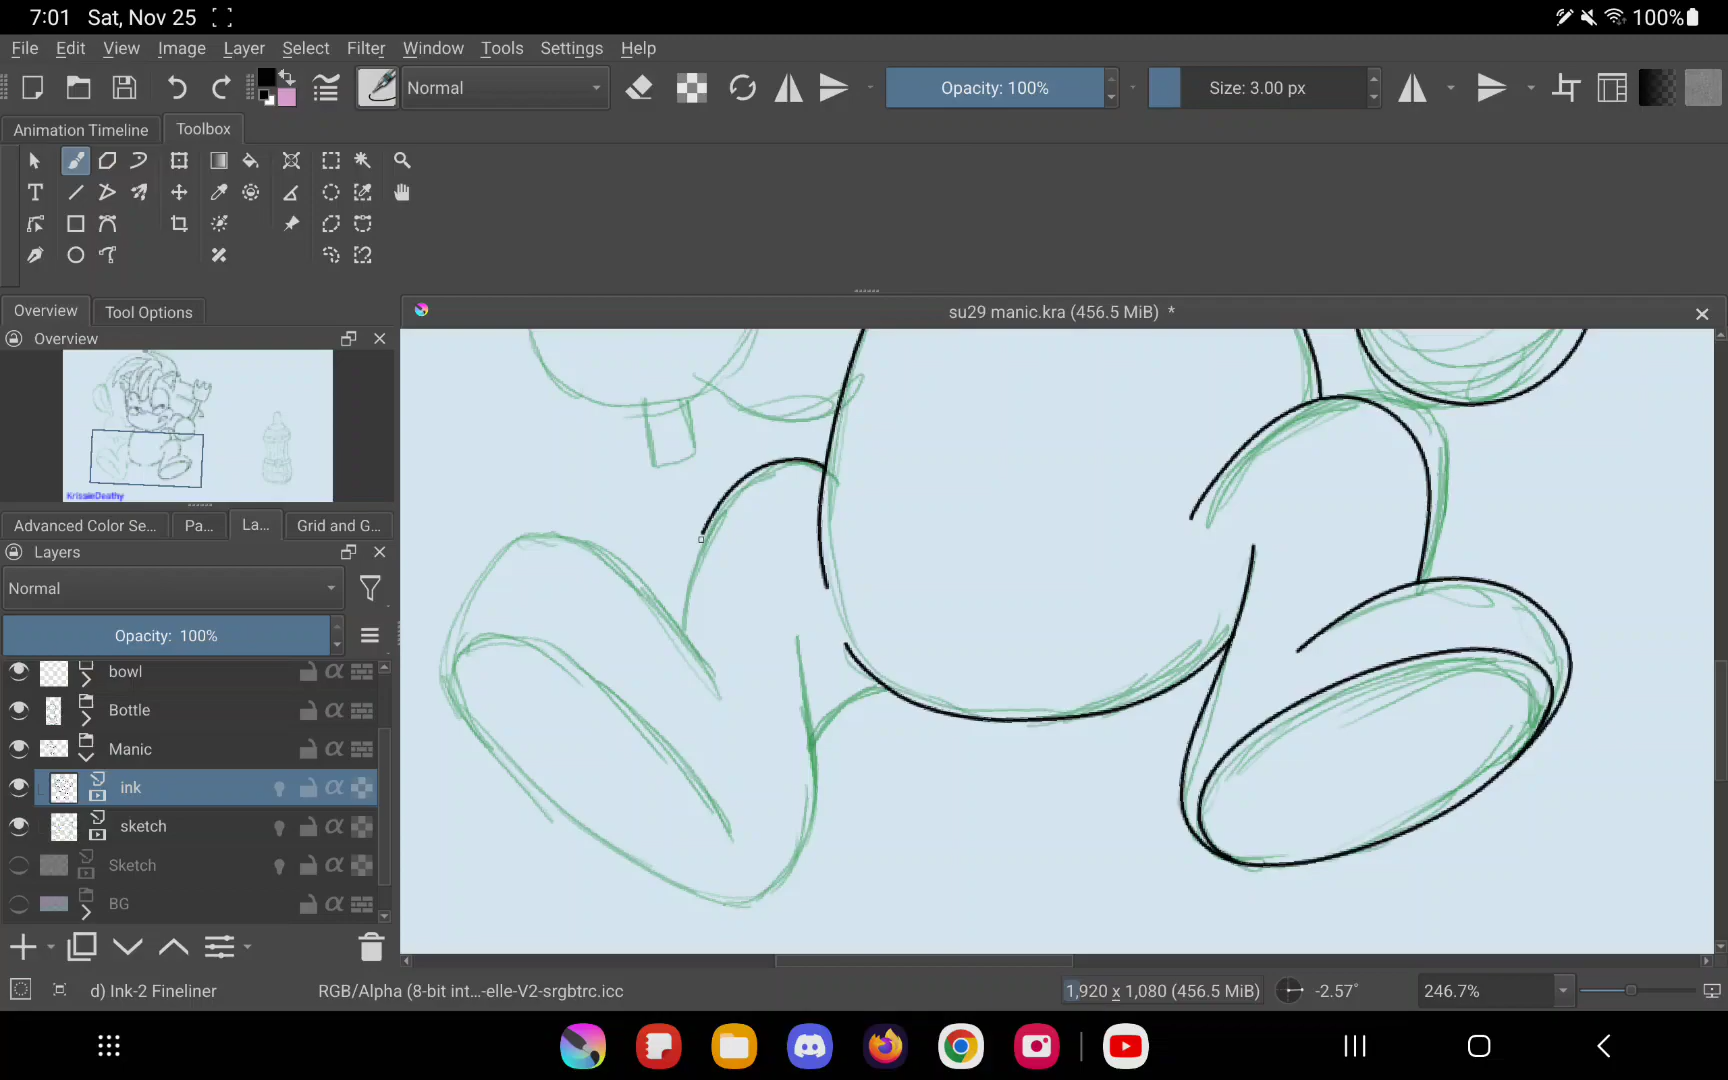 7:01 Sat, Nov 25 100%
File Edit View Image Layer Select Filter Window Tools Settings Help
Normal Opacity: 100% Size: 3.00 px
Animation Timeline Toolbox
Overview Tool Options
su29 manic.kra (456.5 MiB) *
Overview
KrissieDeathy
Advanced Color Se... Pa... La... Grid and G...
Layers
Normal
Opacity: 100%
bowl
Bottle
Manic
ink
sketch
Sketch
BG
d) Ink-2 Fineliner RGB/Alpha (8-bit int...-elle-V2-srgbtrc.icc 1,920 x 1,080 (456.5 MiB) -2.57° 246.7%